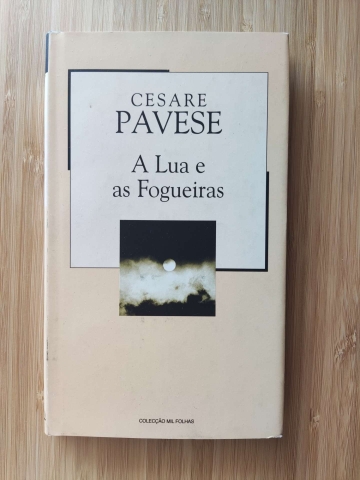 CESARE
PAVESE
A Lua e
as Fogueiras
COLECÇÃO MIL FOLHAS